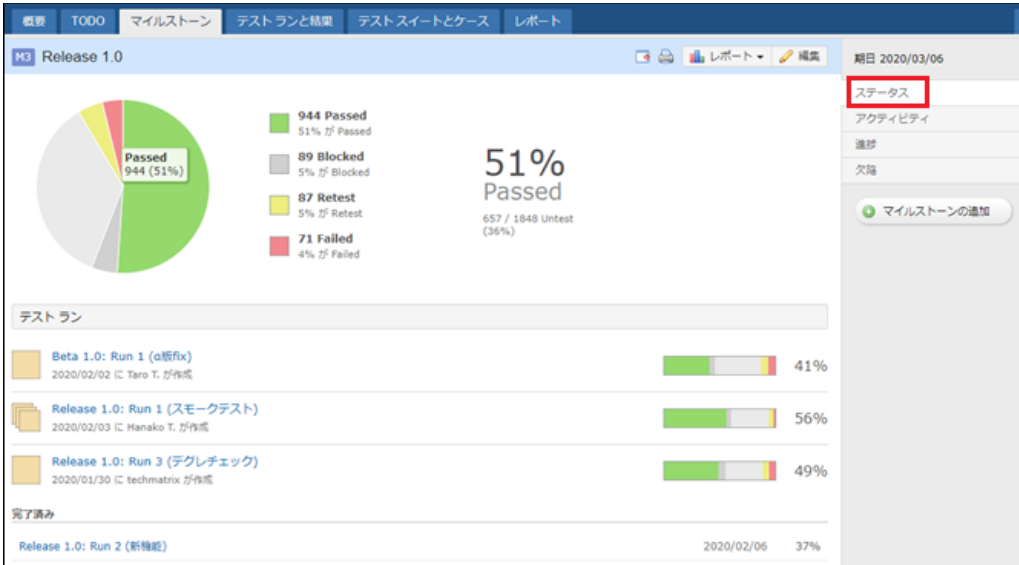 概要 TODO マイルストーン テスト ランと結果 テスト スイートとケース レポート
M3 Release 1.0 レポート 編集
期日 2020/03/06
ステータス
アクティビティ
進捗
欠陥
マイルストーンの追加
Passed
944 (51%)
944 Passed
51% が Passed
89 Blocked
5% が Blocked
87 Retest
5% が Retest
71 Failed
4% が Failed
51%
Passed
657 / 1848 Untest
(36%)
テスト ラン
Beta 1.0: Run 1 (α版fix)
2020/02/02 に Taro T. が作成
41%
Release 1.0: Run 1 (スモークテスト)
2020/02/03 に Hanako T. が作成
56%
Release 1.0: Run 3 (デグレチェック)
2020/01/30 に techmatrix が作成
49%
完了済み
Release 1.0: Run 2 (新機能) 2020/02/06 37%